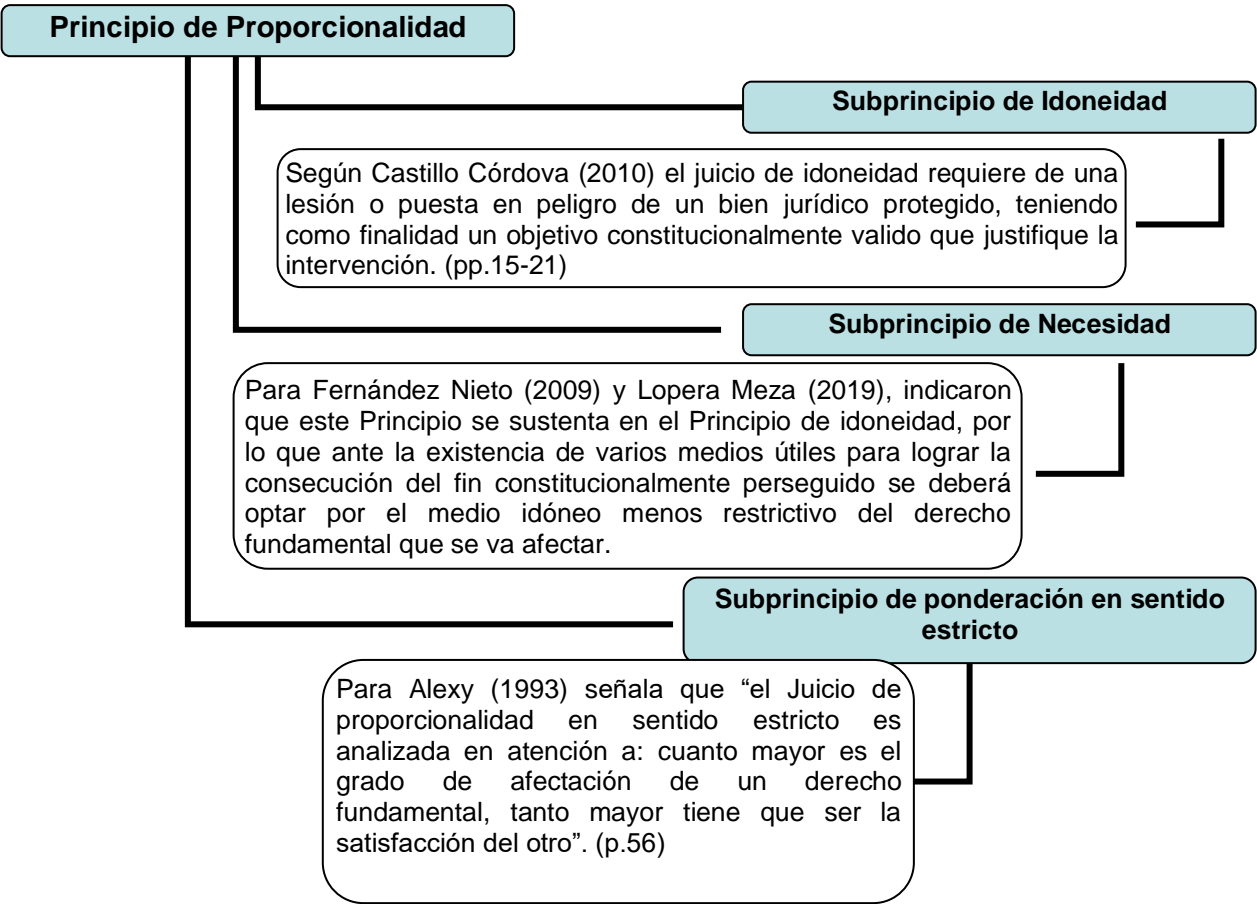 Principio de Proporcionalidad
Subprincipio de Idoneidad
Según Castillo Córdova (2010) el juicio de idoneidad requiere de una
lesión o puesta en peligro de un bien jurídico protegido, teniendo
como finalidad un objetivo constitucionalmente valido que justifique la
intervención. (pp.15-21)
Subprincipio de Necesidad
Para Fernández Nieto (2009) y Lopera Meza (2019), indicaron
que este Principio se sustenta en el Principio de idoneidad, por
lo que ante la existencia de varios medios útiles para lograr la
consecución del fin constitucionalmente perseguido se deberá
optar por el medio idóneo menos restrictivo del derecho
fundamental que se va afectar.
Subprincipio de ponderación en sentido
estricto
Para Alexy (1993) señala que “el Juicio de
proporcionalidad en sentido estricto es
analizada en atención a: cuanto mayor es el
grado de afectación de un derecho
fundamental, tanto mayor tiene que ser la
satisfacción del otro”. (p.56)